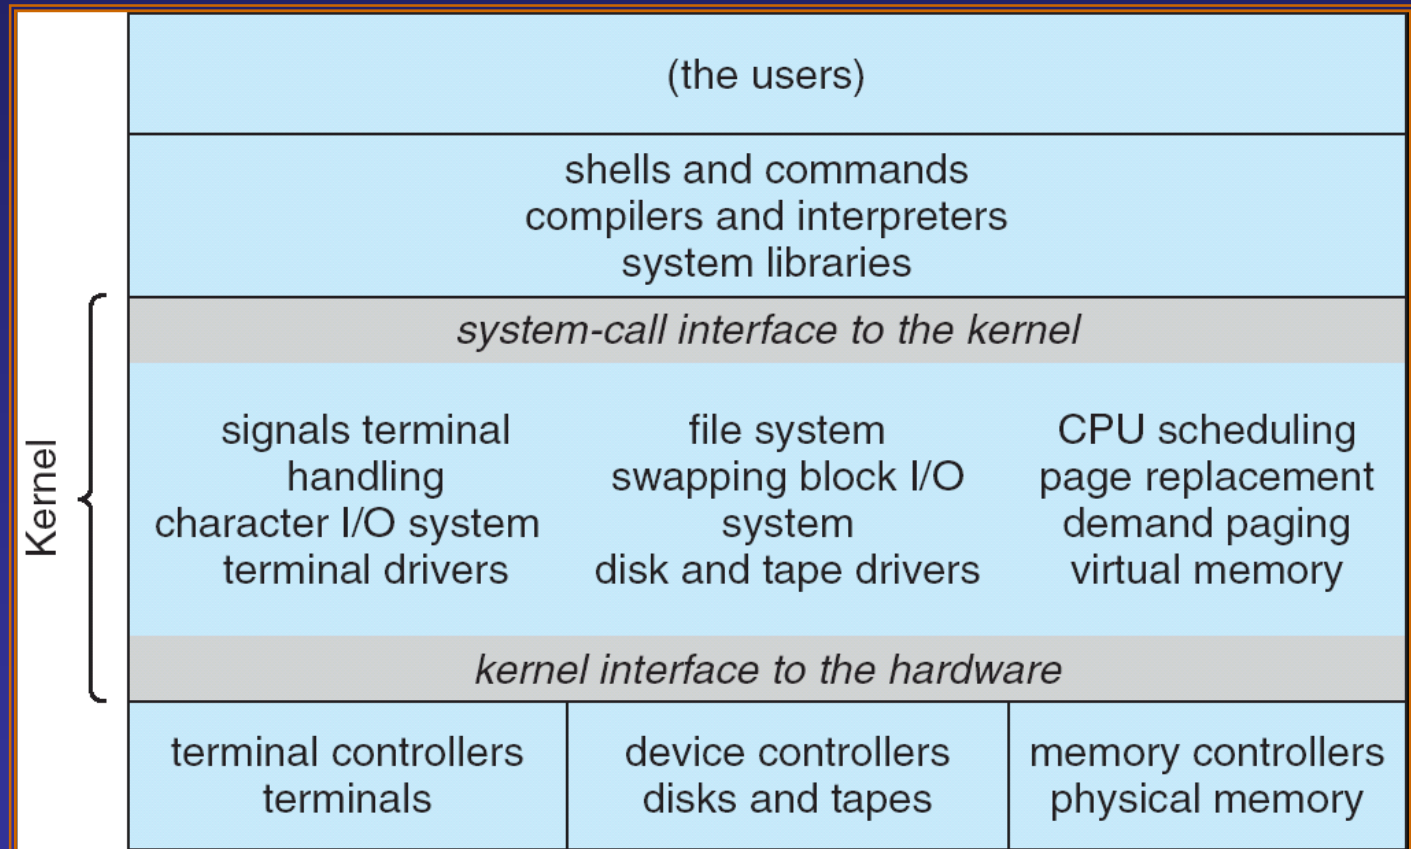 (the users)
shells and commands
compilers and interpreters
system libraries
Kernel
system-call interface to the kernel
signals terminal
handling
character I/O system
terminal drivers
file system
swapping block I/O
system
disk and tape drivers
CPU scheduling
page replacement
demand paging
virtual memory
kernel interface to the hardware
terminal controllers
terminals
device controllers
disks and tapes
memory controllers
physical memory